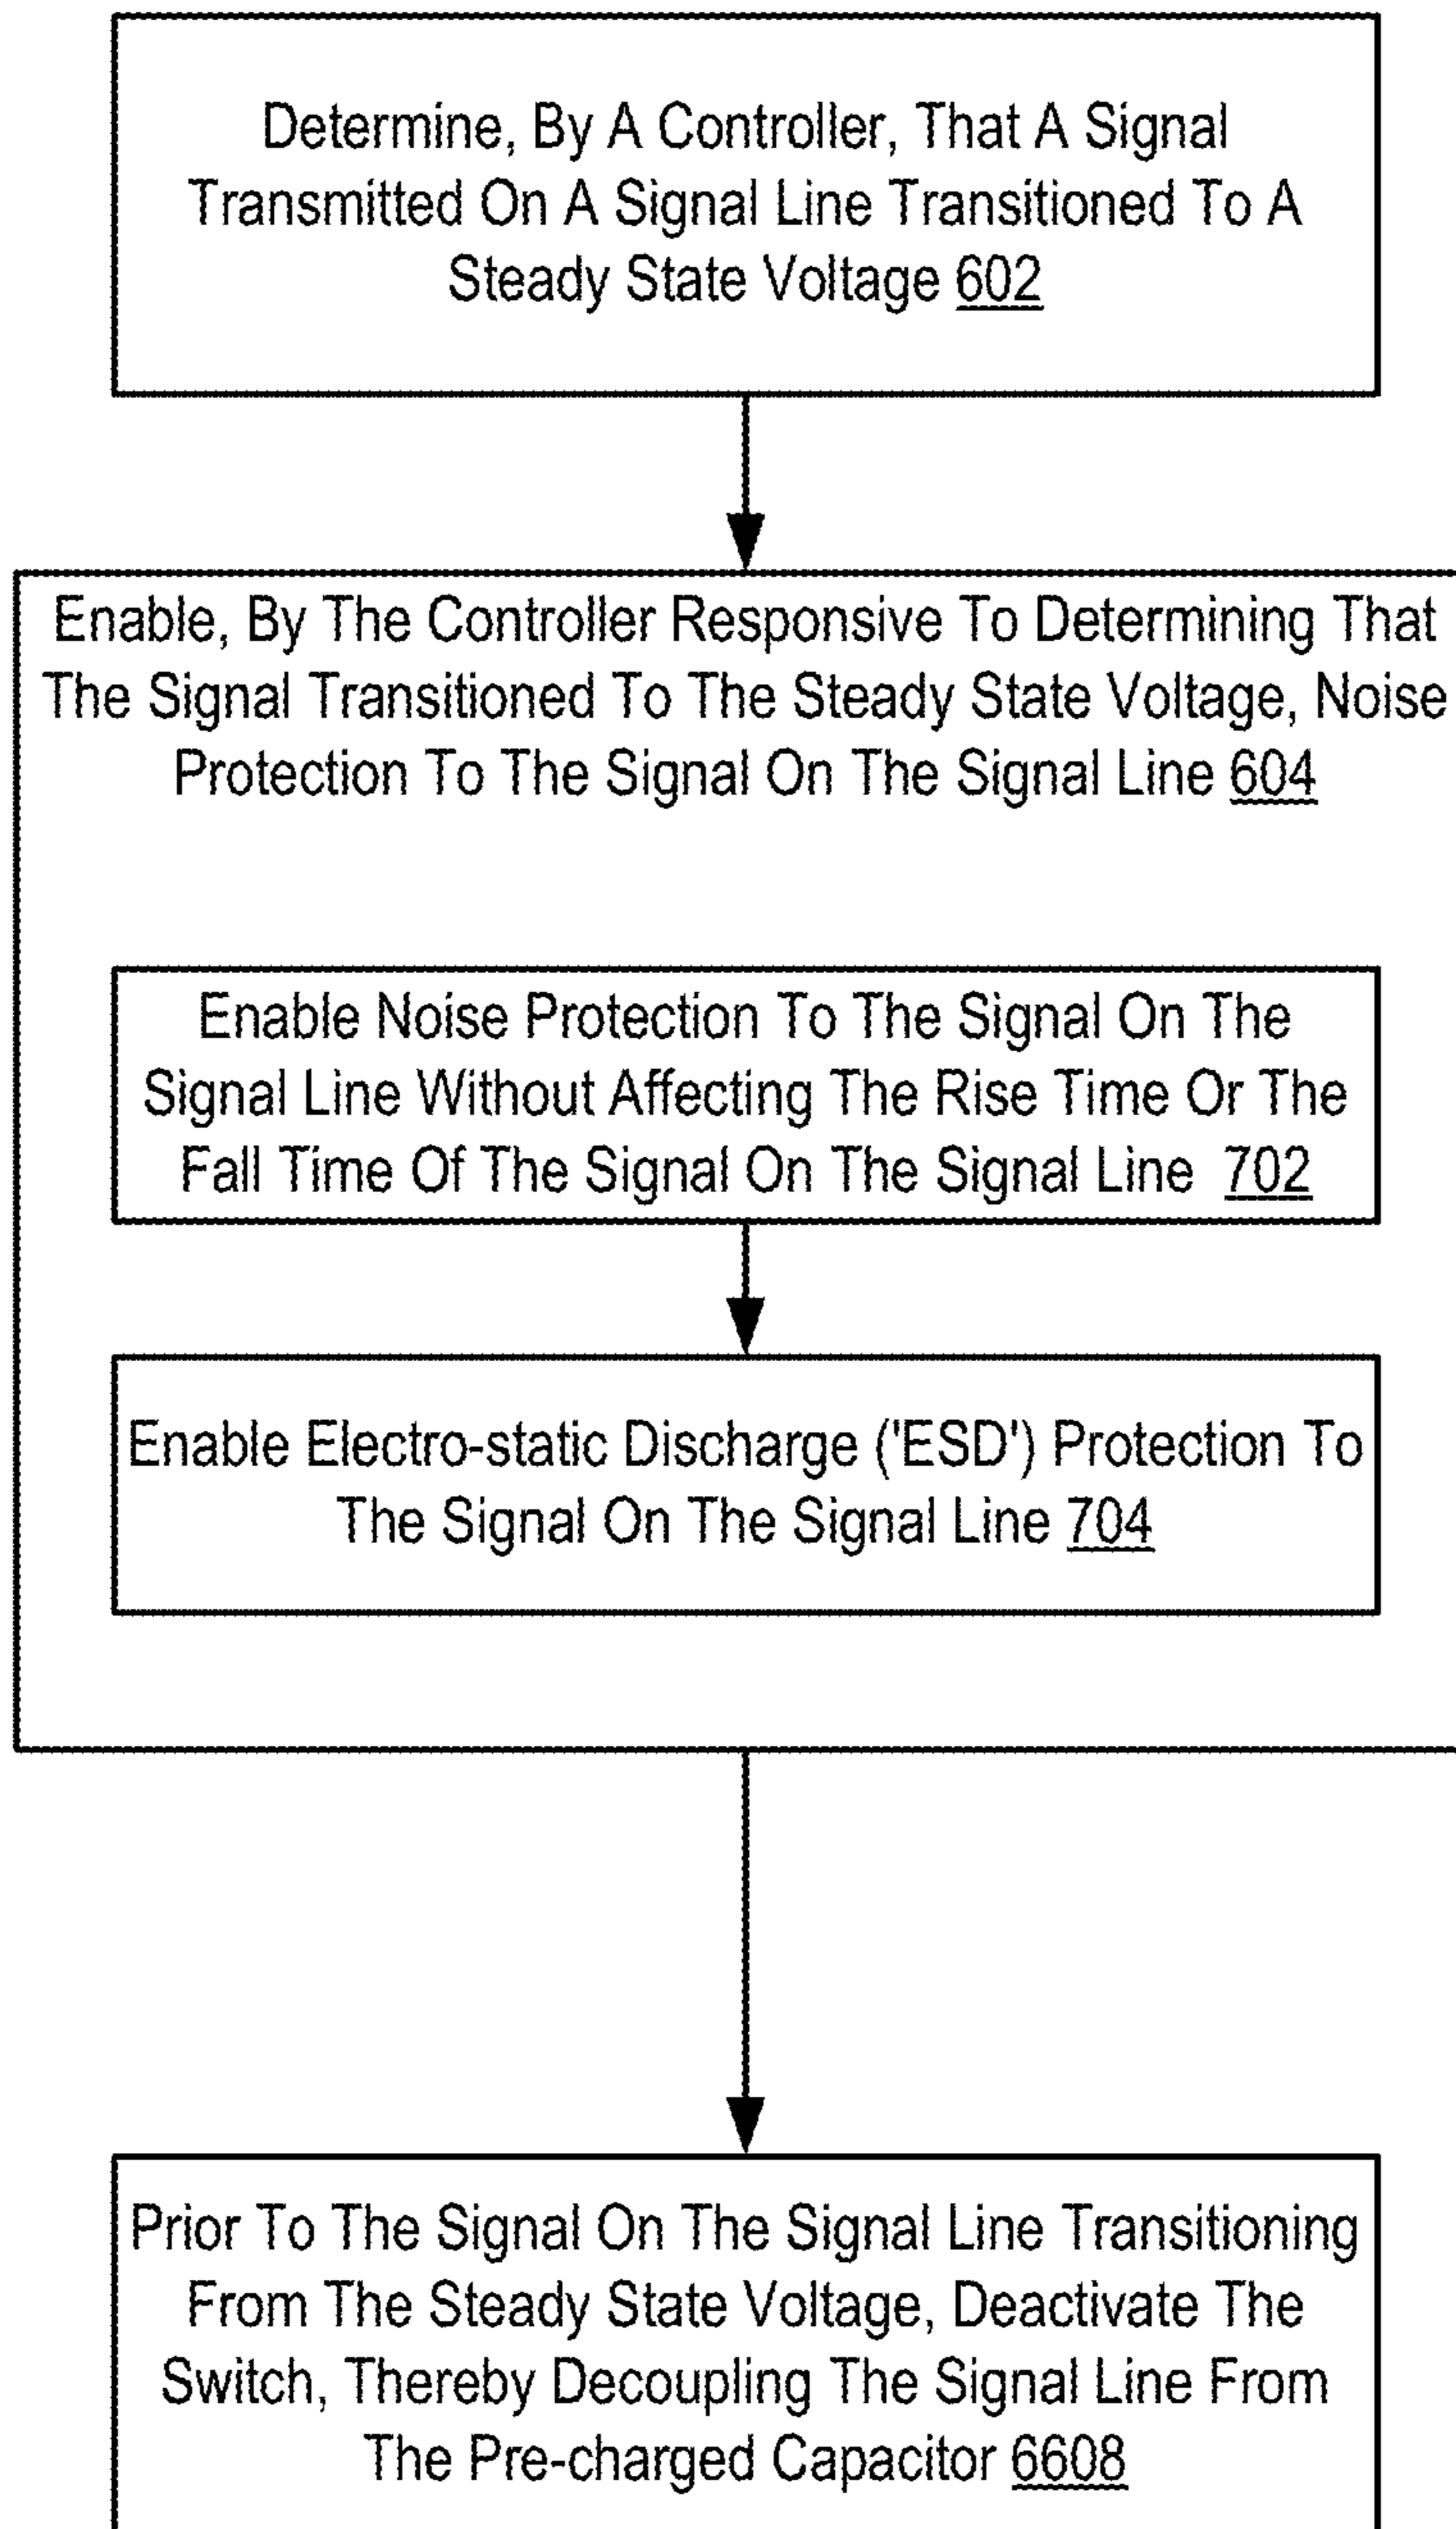 Determine, By A Controller, That A Signal
Transmitted On A Signal Line Transitioned To A
Steady State Voltage 602
Enable, By The Controller Responsive To Determining That
The Signal Transitioned To The Steady State Voltage, Noise
Protection To The Signal On The Signal Line 604
Enable Noise Protection To The Signal On The
Signal Line Without Affecting The Rise Time Or The
Fall Time Of The Signal On The Signal Line 702
Enable Electro-static Discharge ('ESD') Protection To
The Signal On The Signal Line 704
Prior To The Signal On The Signal Line Transitioning
From The Steady State Voltage, Deactivate The
Switch, Thereby Decoupling The Signal Line From
The Pre-charged Capacitor 6608